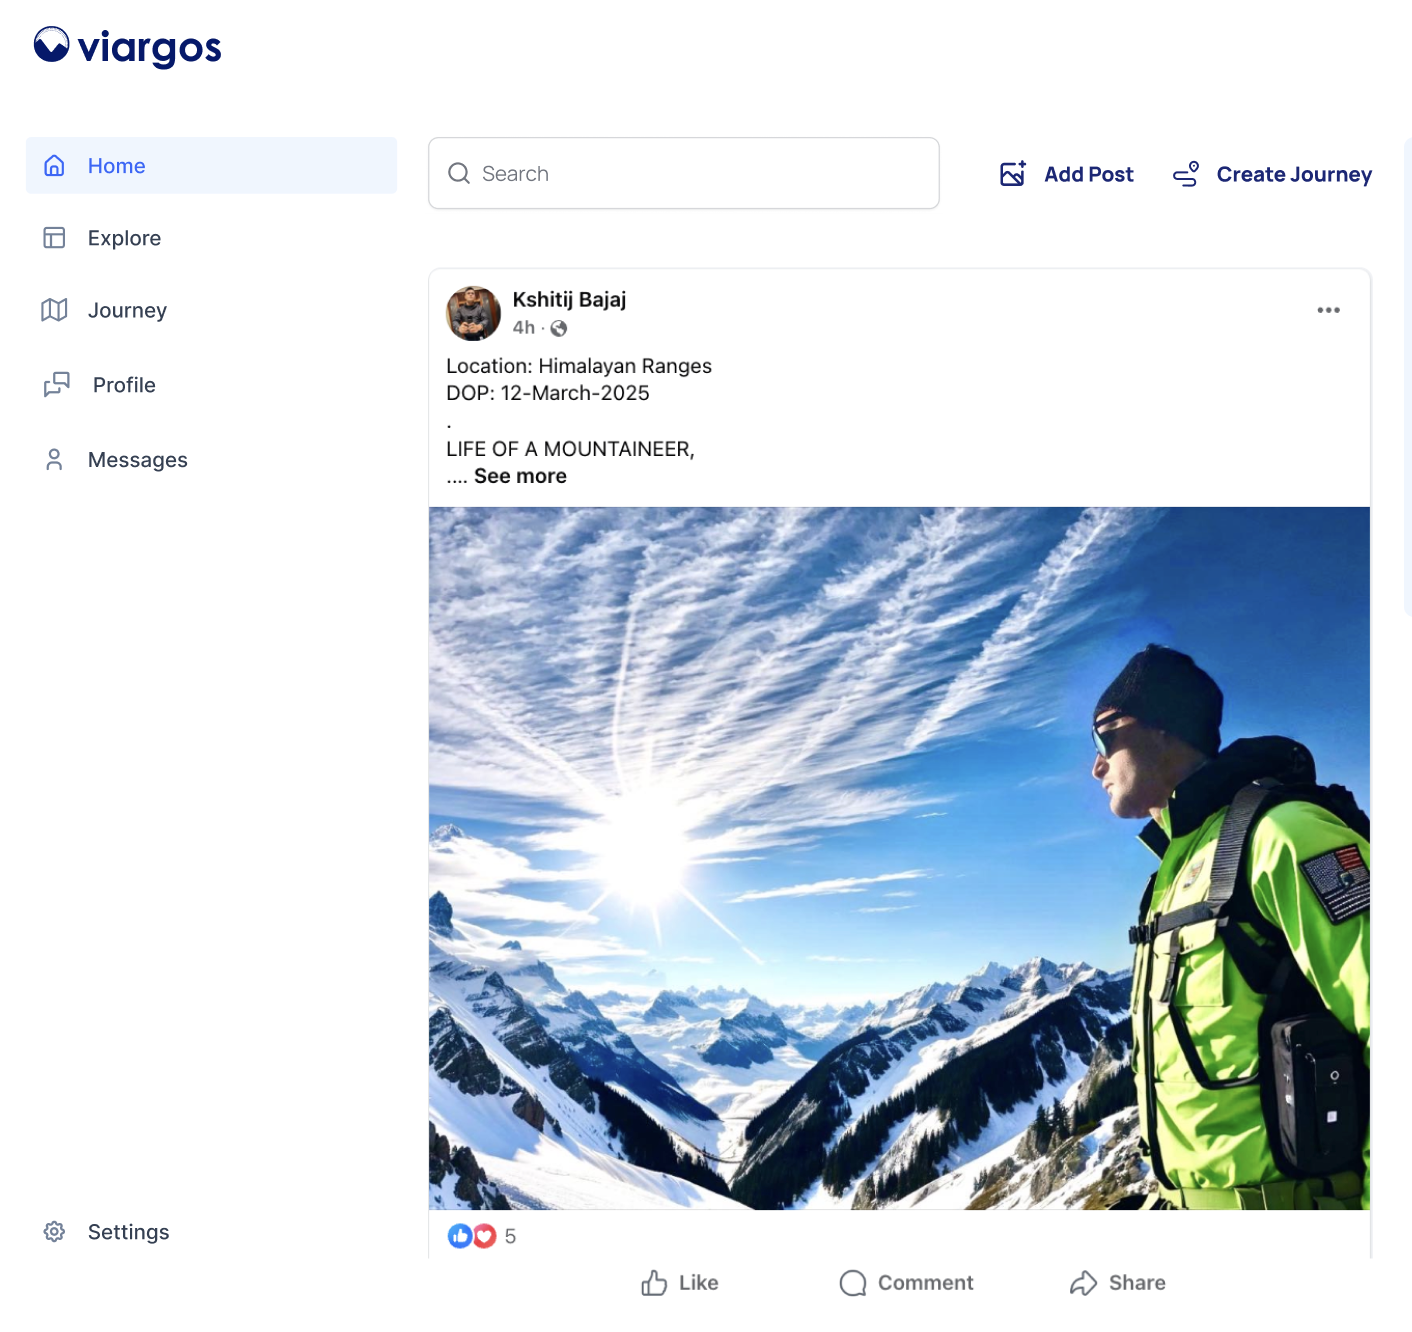 viargos
Home
Search
Add Post
Create Journey
Explore
Journey
Profile
Messages
Kshitij Bajaj
4h ·
Location: Himalayan Ranges
DOP: 12-March-2025
.
LIFE OF A MOUNTAINEER,
.... See more
5
Like
Comment
Share
Settings